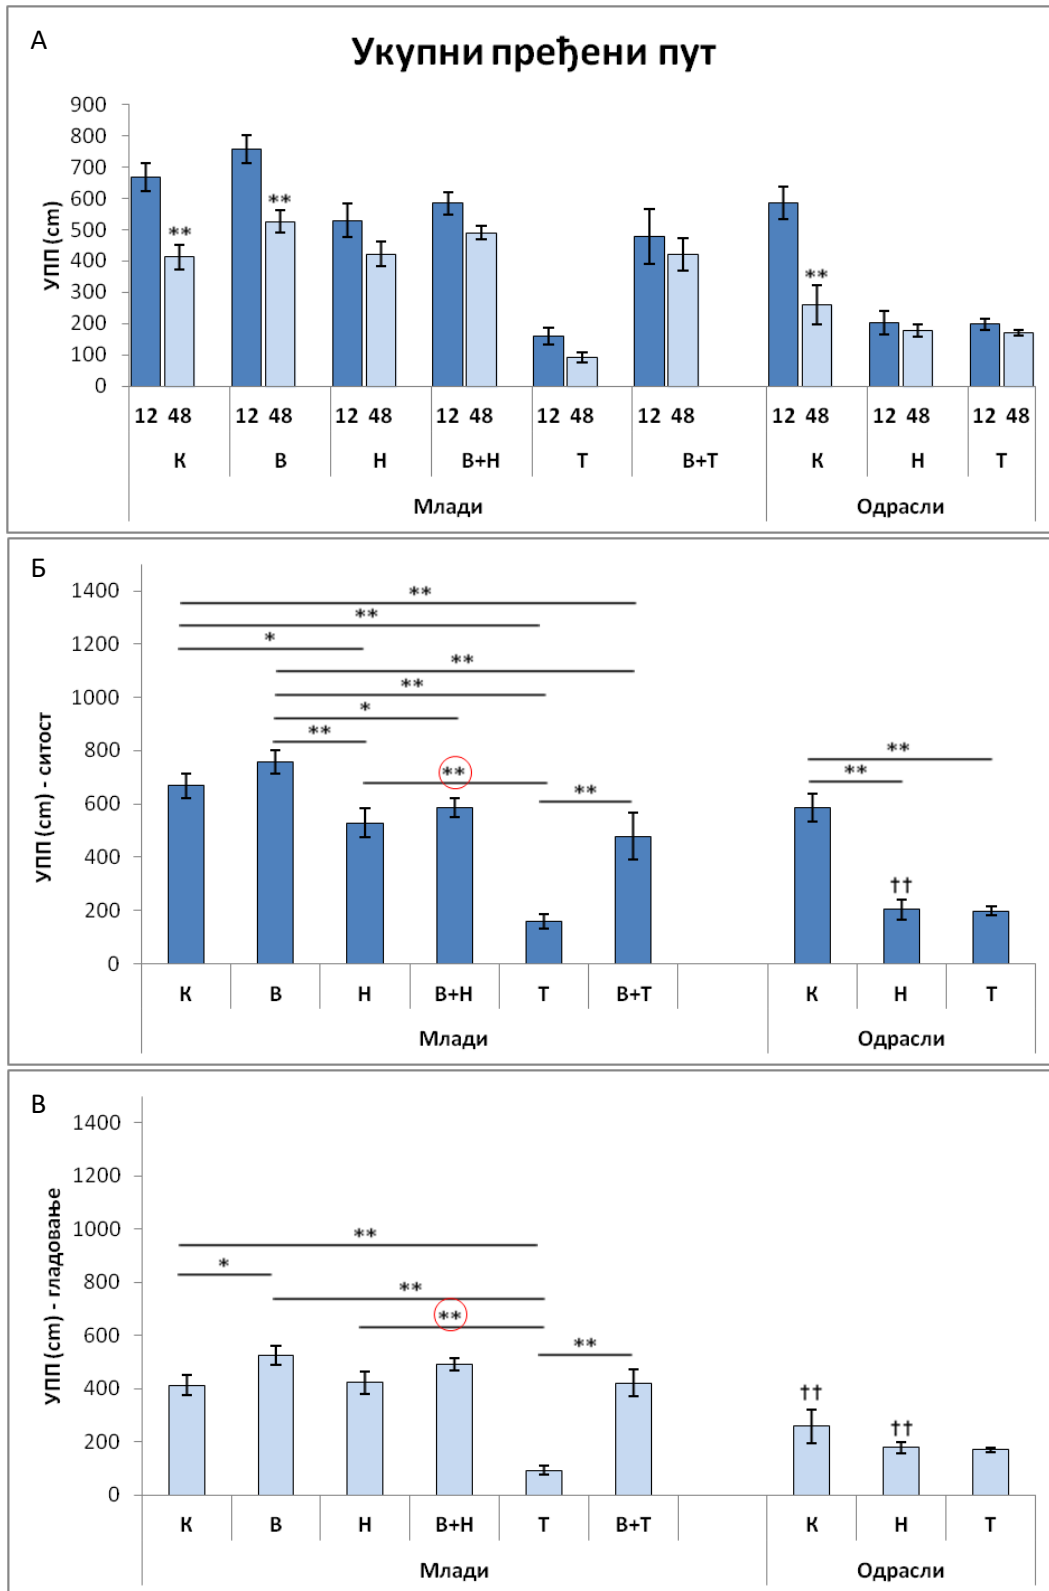 А
Укупни пређени пут
900
800
700
600
500
400
300
200
100
0
УПП (cm)
** ** **
12 48 12 48 12 48 12 48 12 48 12 48 12 48 12 48 12 48
К В Н В+Н Т В+Т К Н Т
Млади Одрасли
Б
1400
1200
1000
800
600
400
200
0
УПП (cm) - ситост
**
**
*
**
**
*
**
**
**
**
**
††
К В Н В+Н Т В+Т К Н Т
Млади Одрасли
В
1400
1200
1000
800
600
400
200
0
УПП (cm) - гладовање
**
*
**
**
**
†† ††
К В Н В+Н Т В+Т К Н Т
Млади Одрасли